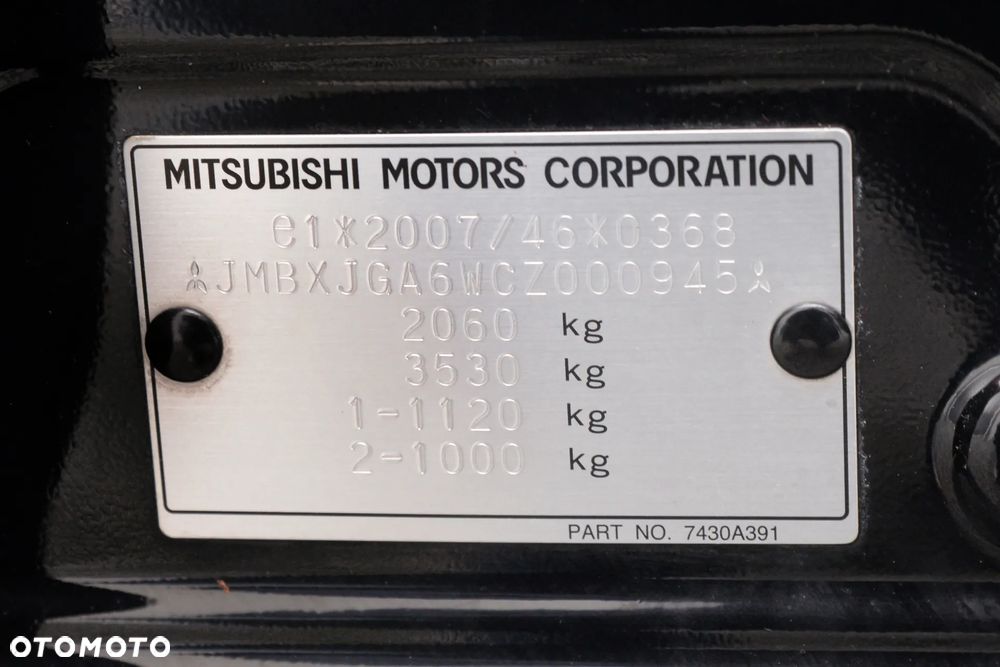 MITSUBISHI MOTORS CORPORATION
e1*2007/46*0368
JMBXJGA6WCZ000945
2060 kg
3530 kg
1-1120 kg
2-1000 kg
PART NO. 7430A391
OTOMOTO